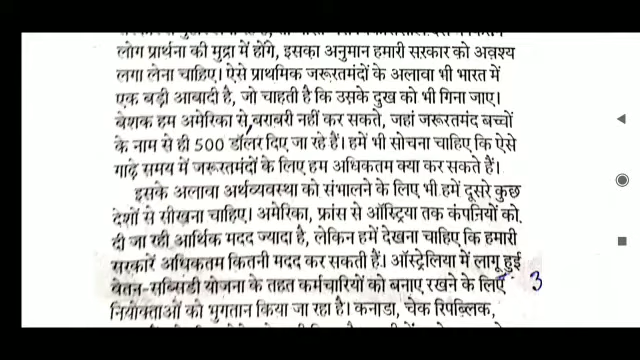 लोग प्रार्थना की मुद्रा में होंगे, इसका अनुमान हमारी सरकार को अवश्य
लगा लेना चाहिए। ऐसे प्राथमिक जरूरतमंदों के अलावा भी भारत में
एक बड़ी आबादी है, जो चाहती है कि उसके दुख को भी गिना जाए।
बेशक हम अमेरिका से बराबरी नहीं कर सकते, जहां जरूरतमंद बच्चों
के नाम से ही 500 डॉलर दिए जा रहे हैं। हमें भी सोचना चाहिए कि ऐसे
गाढ़े समय में जरूरतमंदों के लिए हम अधिकतम क्या कर सकते हैं।
इसके अलावा अर्थव्यवस्था को संभालने के लिए भी हमें दूसरे कुछ
देशों से सीखना चाहिए। अमेरिका, फ्रांस से ऑस्ट्रिया तक कंपनियों को
दी जा रही आर्थिक मदद ज्यादा है, लेकिन हमें देखना चाहिए कि हमारी
सरकारें अधिकतम कितनी मदद कर सकती हैं। ऑस्ट्रेलिया में लागू हुई
वेतन-सब्सिडी योजना के तहत कर्मचारियों को बनाए रखने के लिए 3
नियोक्ताओं को भुगतान किया जा रहा है। कनाडा, चेक रिपब्लिक,